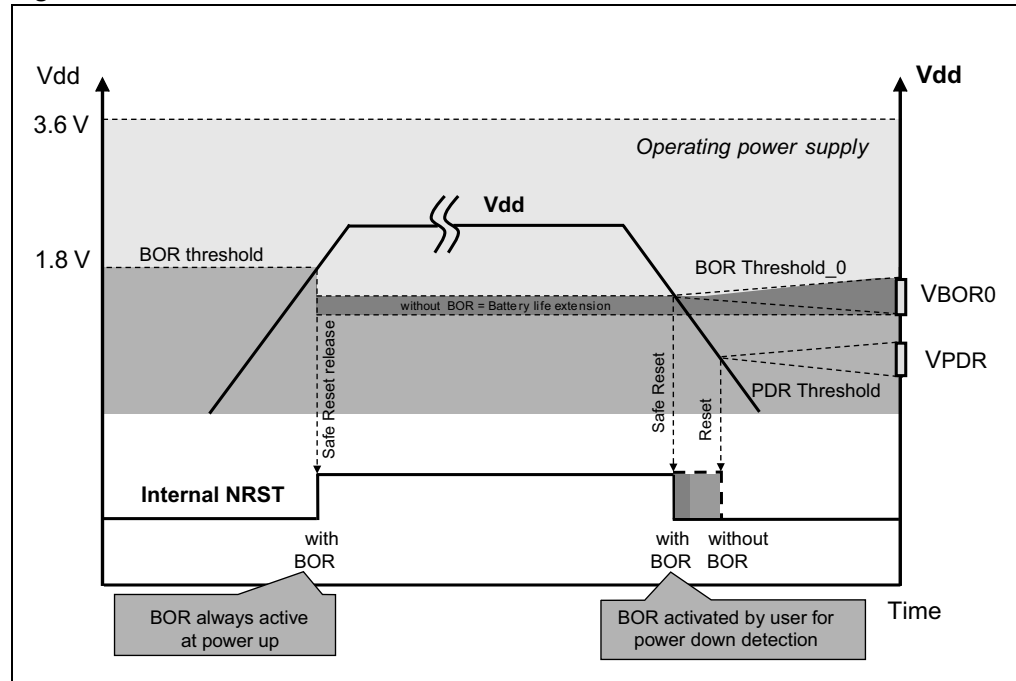 Vdd
Vdd
3.6 V
Operating power supply
Vdd
1.8 V
BOR threshold
BOR Threshold_0
VBOR0
without BOR = Battery life extension
VPDR
PDR Threshold
Safe Reset release
Safe Reset
Reset
Internal NRST
with
BOR
with
BOR
without
BOR
Time
BOR always active
at power up
BOR activated by user for
power down detection